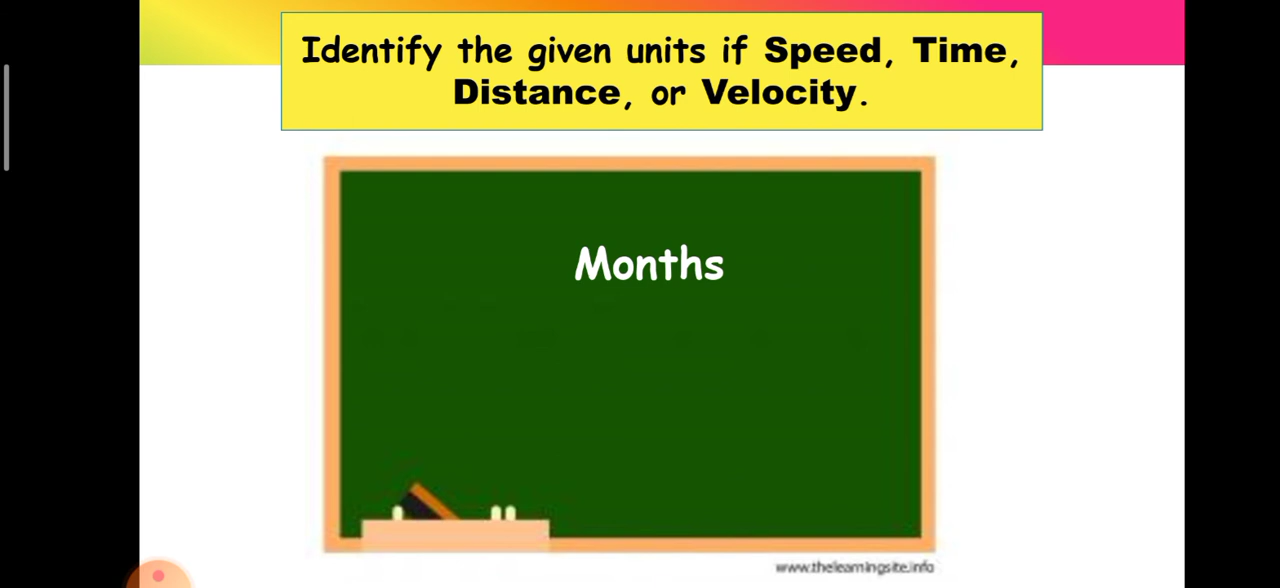 Identify the given units if Speed, Time,
Distance, or Velocity.
Months
www.thelearningsite.info